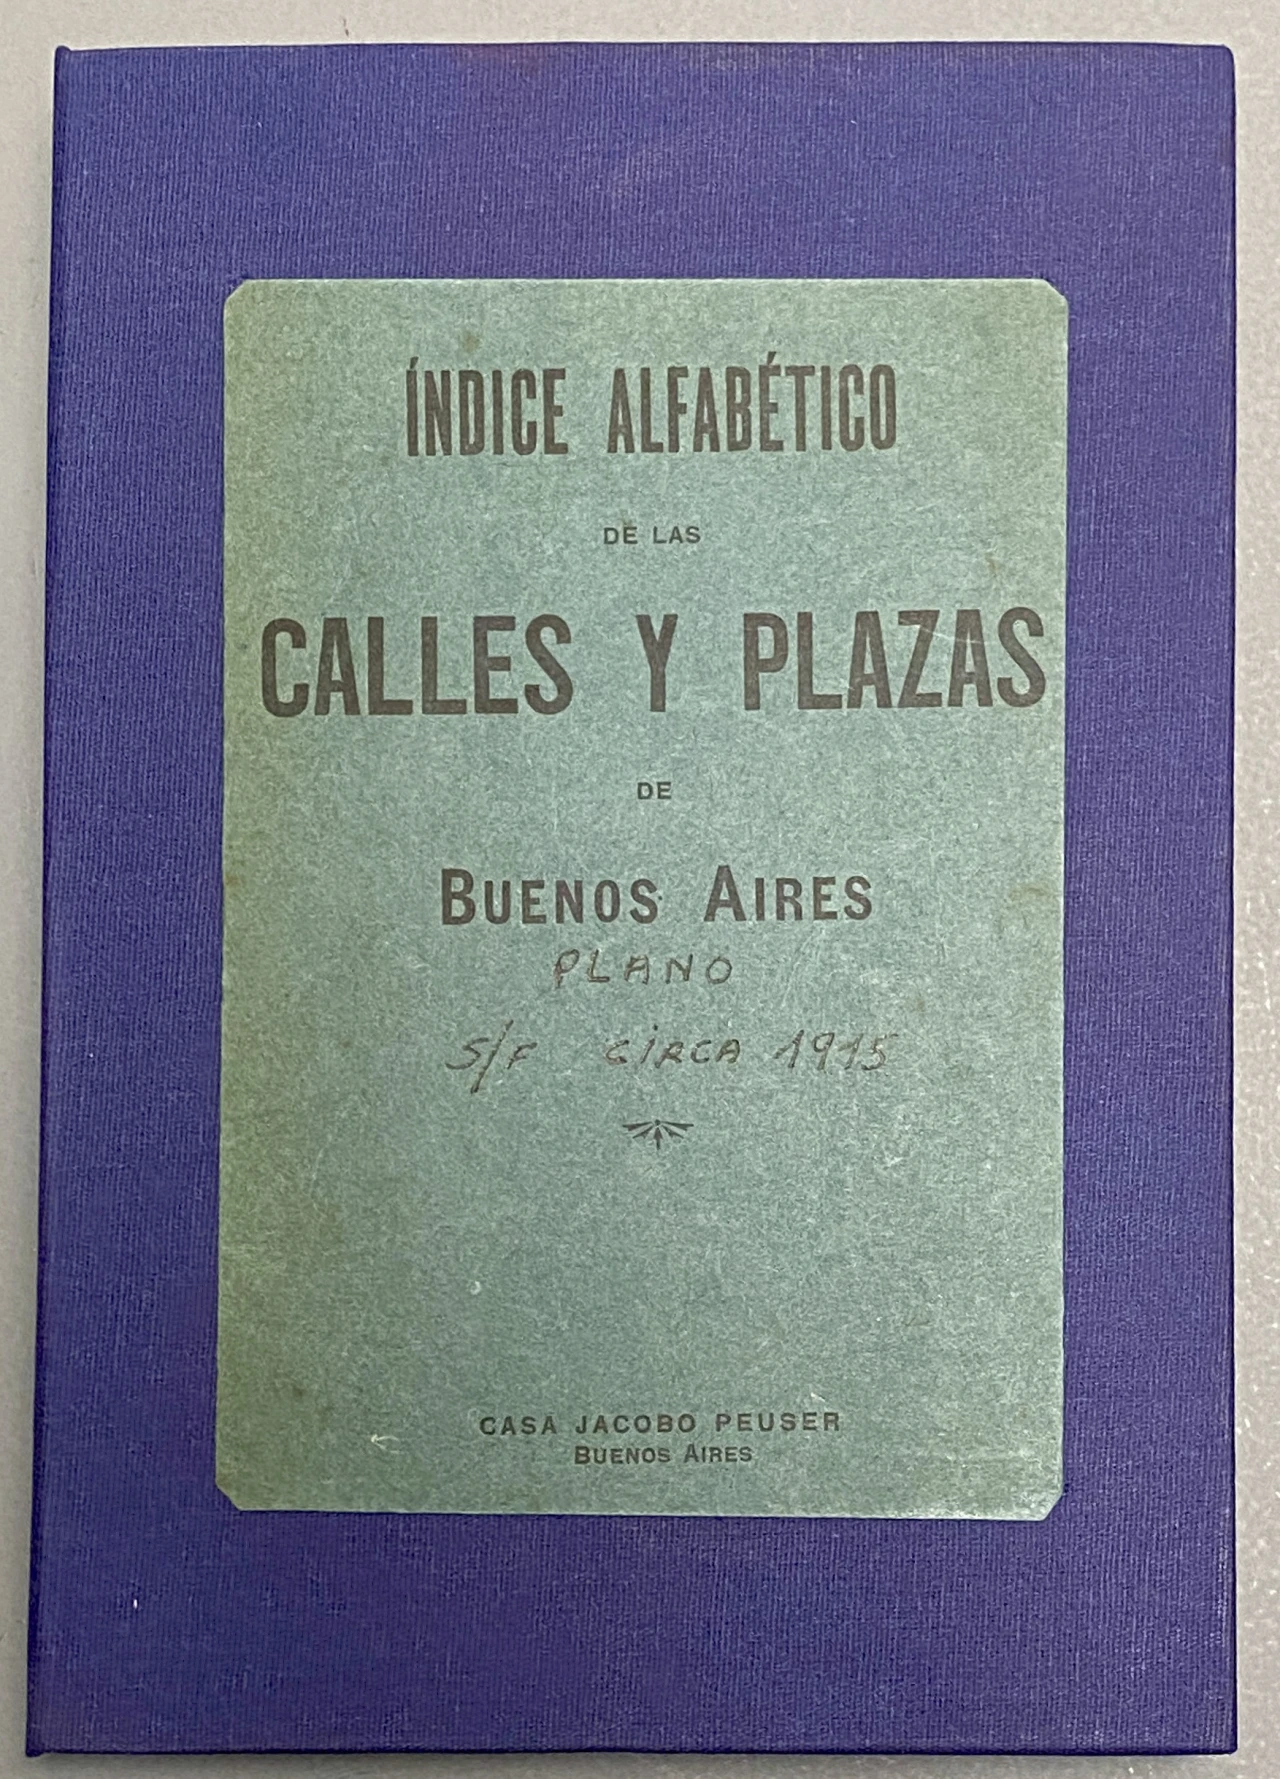 ÍNDICE ALFABÉTICO
DE LAS
CALLES Y PLAZAS
DE
BUENOS AIRES
PLANO
S/F CIRCA 1915
CASA JACOBO PEUSER
BUENOS AIRES